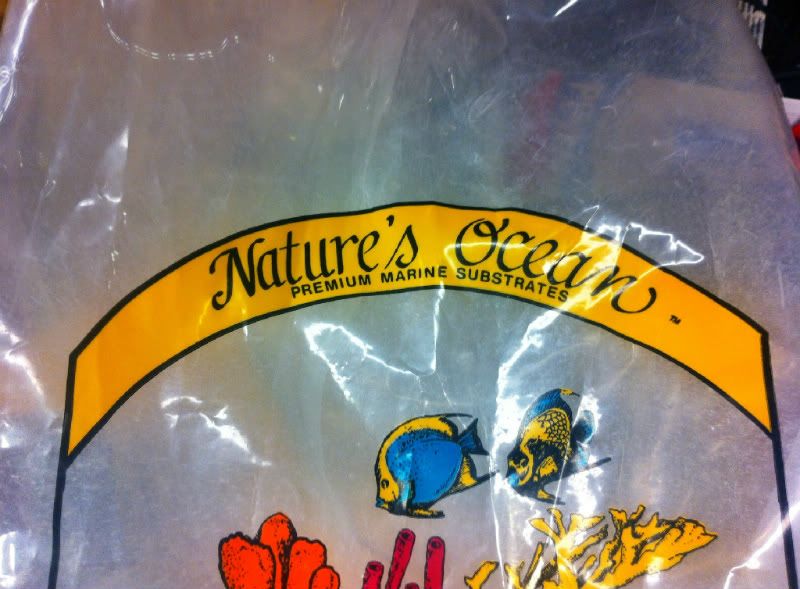 Nature's Ocean
PREMIUM MARINE SUBSTRATES
™